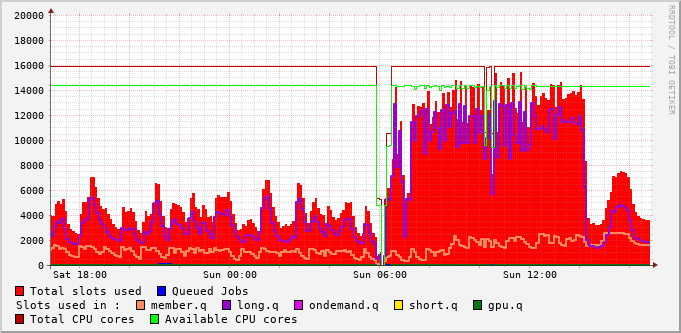 20000
18000
16000
14000
12000
10000
8000
6000
4000
2000
0
Sat 18:00 Sun 00:00 Sun 06:00 Sun 12:00
Total slots used Queued Jobs
Slots used in : member.q long.q ondemand.q short.q gpu.q
Total CPU cores Available CPU cores
RRDTOOL / TOBI OETIKER